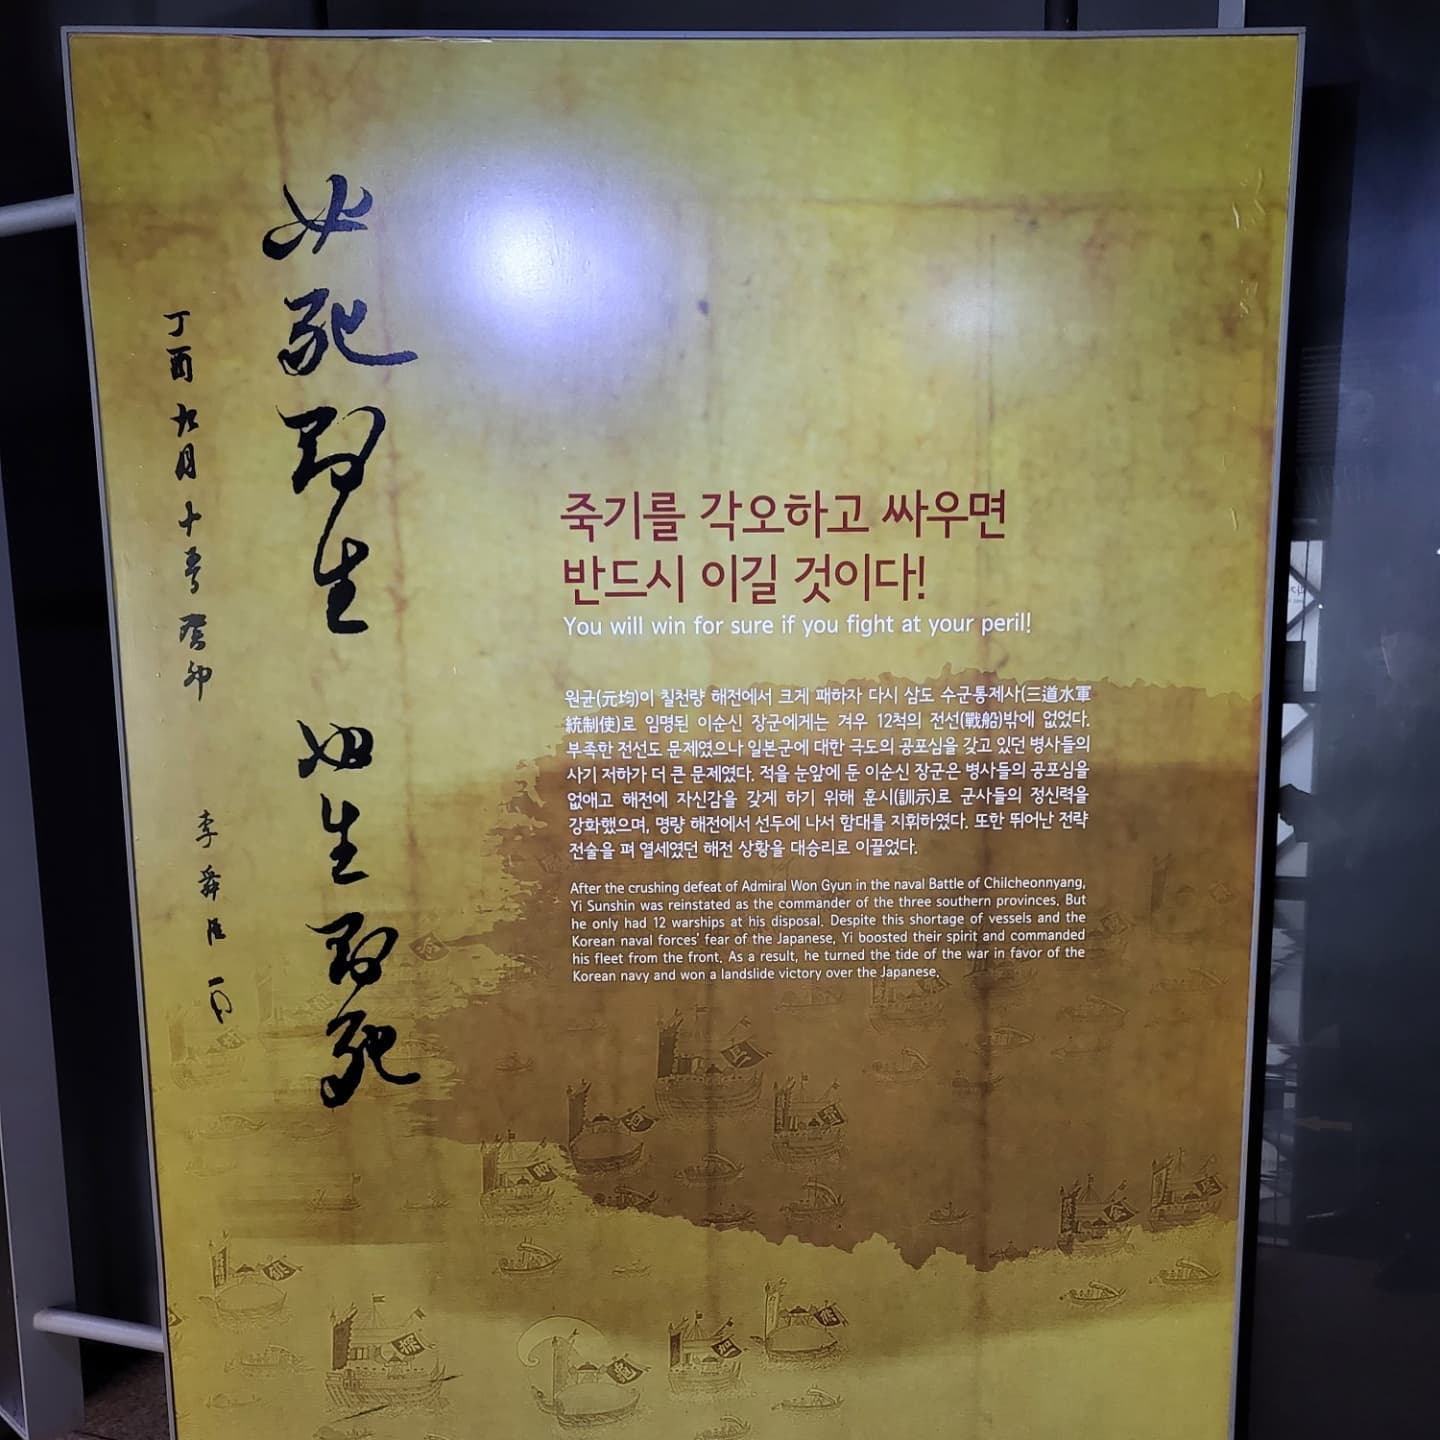 必死則生 必生則死
丁酉 九月 十 癸卯 李舜臣
죽기를 각오하고 싸우면
반드시 이길 것이다!
You will win for sure if you fight at your peril!
원균(元均)이 칠천량 해전에서 크게 패하자 다시 삼도 수군통제사(三道水軍
統制使)로 임명된 이순신 장군에게는 겨우 12척의 전선(戰船)밖에 없었다.
부족한 전선도 문제였으나 일본군에 대한 극도의 공포심을 갖고 있던 병사들의
사기 저하가 더 큰 문제였다. 적을 눈앞에 둔 이순신 장군은 병사들의 공포심을
없애고 해전에 자신감을 갖게 하기 위해 훈시(訓示)로 군사들의 정신력을
강화했으며, 명량 해전에서 선두에 나서 함대를 지휘하였다. 또한 뛰어난 전략
전술을 펴 열세였던 해전 상황을 대승리로 이끌었다.
After the crushing defeat of Admiral Won Gyun in the naval Battle of Chilcheonnyang,
Yi Sunshin was reinstated as the commander of the three southern provinces. But
he only had 12 warships at his disposal. Despite this shortage of vessels and the
Korean naval forces' fear of the Japanese, Yi boosted their spirit and commanded
his fleet from the front. As a result, he turned the tide of the war in favor of the
Korean navy and won a landslide victory over the Japanese.